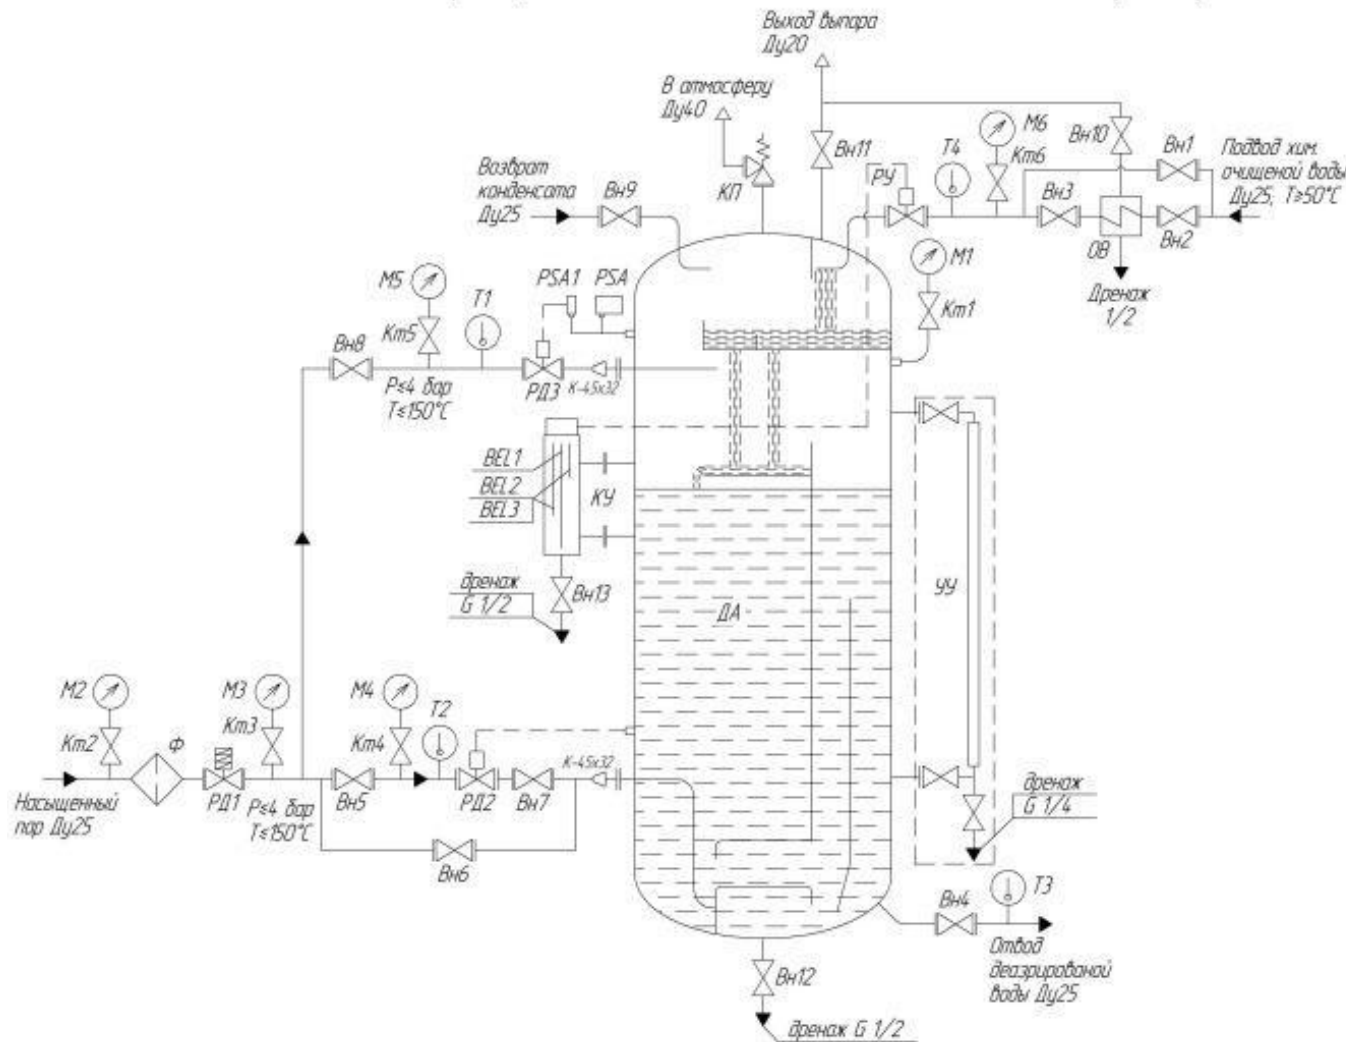 Выход выпара
Ду20
В атмосферу
Ду40
М6
Вн10
Вн1
Подвод хим.
очищеной воды
Ду25, Т≥50°С
Вн11
Т4
Кт6
КП
РУ
Возврат
конденсата
Ду25
Вн9
Вн3
Вн2
ОВ
М1
Дренаж
1/2
М5
Т1
PSA1
PSA
Кт5
Кт1
Вн8
Р≤4 бар
Т≤150°С
РД3
К-45х32
BEL1
BEL2
BEL3
КУ
дренаж
G 1/2
Вн13
ДА
УУ
М2
М3
М4
Т2
Кт2
Ф
Кт3
Кт4
К-45х32
Насыщенный
пар Ду25
РД1
Р≤4 бар
Т≤150°С
Вн5
РД2
Вн7
дренаж
G 1/4
Вн6
Вн4
Т3
Отвод
деазрированой
воды Ду25
Вн12
дренаж G 1/2